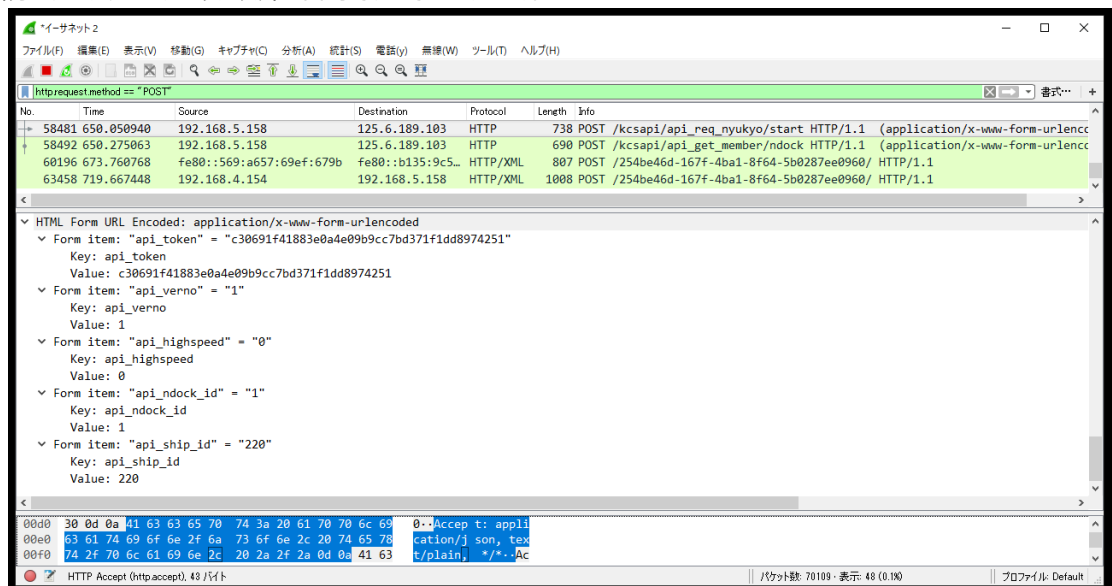 *イーサネット 2
ファイル(F) 編集(E) 表示(V) 移動(G) キャプチャ(C) 分析(A) 統計(S) 電話(y) 無線(W) ツール(T) ヘルプ(H)
http.request.method == "POST"
書式…
+
No. Time Source Destination Protocol Length Info
58481 650.050940 192.168.5.158 125.6.189.103 HTTP 738 POST /kcsapi/api_req_nyukyo/start HTTP/1.1 (application/x-www-form-urlenco
58492 650.275063 192.168.5.158 125.6.189.103 HTTP 690 POST /kcsapi/api_get_member/ndock HTTP/1.1 (application/x-www-form-urlenco
60196 673.760768 fe80::569:a657:69ef:679b fe80::b135:9c5… HTTP/XML 807 POST /254be46d-167f-4ba1-8f64-5b0287ee0960/ HTTP/1.1
63458 719.667448 192.168.4.154 192.168.5.158 HTTP/XML 1008 POST /254be46d-167f-4ba1-8f64-5b0287ee0960/ HTTP/1.1
HTML Form URL Encoded: application/x-www-form-urlencoded
Form item: "api_token" = "c30691f41883e0a4e09b9cc7bd371f1dd8974251"
Key: api_token
Value: c30691f41883e0a4e09b9cc7bd371f1dd8974251
Form item: "api_verno" = "1"
Key: api_verno
Value: 1
Form item: "api_highspeed" = "0"
Key: api_highspeed
Value: 0
Form item: "api_ndock_id" = "1"
Key: api_ndock_id
Value: 1
Form item: "api_ship_id" = "220"
Key: api_ship_id
Value: 220
00d0 30 0d 0a 41 63 63 65 70 74 3a 20 61 70 70 6c 69 0··Accep t: appli
00e0 63 61 74 69 6f 6e 2f 6a 73 6f 6e 2c 20 74 65 78 cation/j son, tex
00f0 74 2f 70 6c 61 69 6e 2c 20 2a 2f 2a 0d 0a 41 63 t/plain, */*··Ac
HTTP Accept (http.accept), 43 バイト
パケット数: 70109 · 表示: 48 (0.1%)
プロファイル: Default